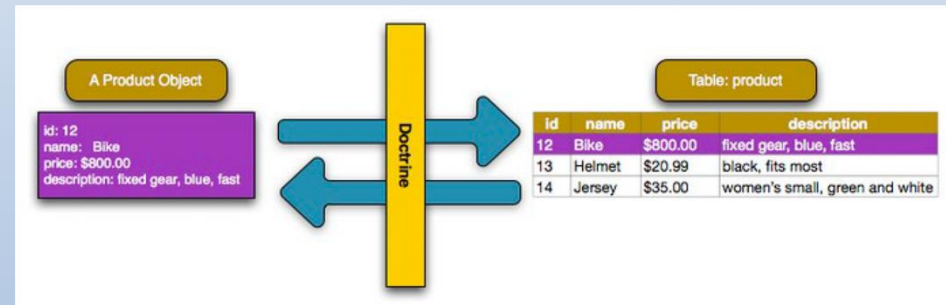 A Product Object
id: 12
name: Bike
price: $800.00
description: fixed gear, blue, fast
Doctrine
Table: product
id name price description
12 Bike $800.00 fixed gear, blue, fast
13 Helmet $20.99 black, fits most
14 Jersey $35.00 women's small, green and white